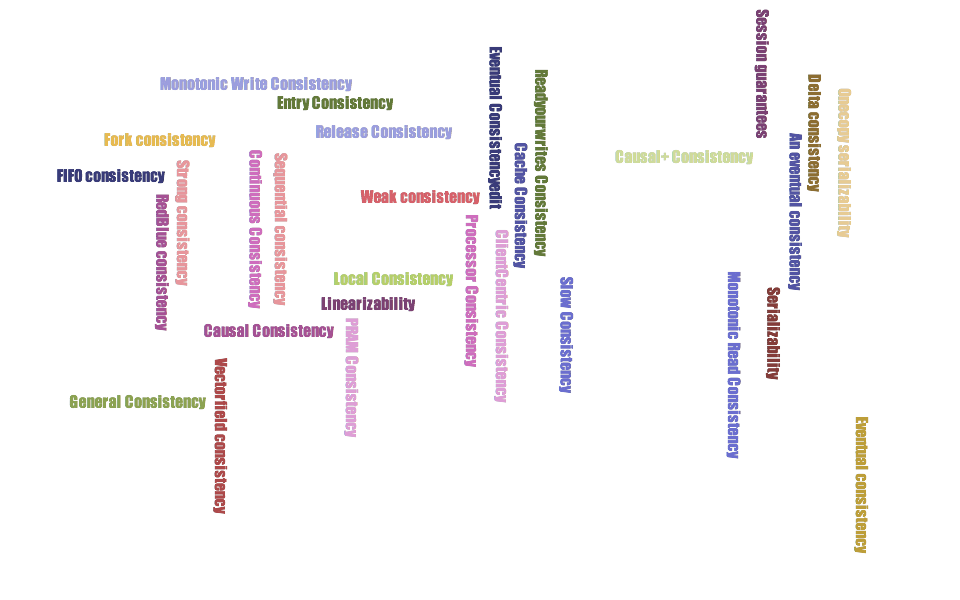 Session guarantees
Eventual Consistencyedit
Readyourwrites Consistency
Delta consistency
Monotonic Write Consistency
Onecopy serializability
Entry Consistency
Release Consistency
Fork consistency
An eventual consistency
Cache Consistency
Causal+ Consistency
Continuous Consistency
Sequential consistency
Strong consistency
FIFO consistency
Weak consistency
RedBlue consistency
Processor Consistency
ClientCentric Consistency
Local Consistency
Monotonic Read Consistency
Slow Consistency
Serializability
Linearizability
PRAM Consistency
Causal Consistency
Vectorfield consistency
General Consistency
Eventual consistency